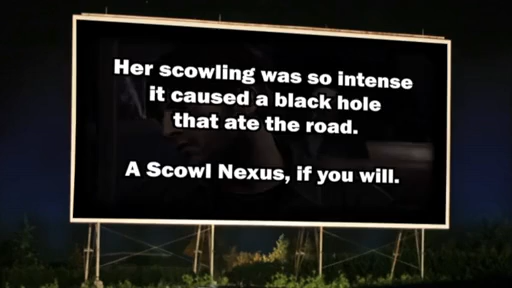 Her scowling was so intense
it caused a black hole
that ate the road.
A Scowl Nexus, if you will.